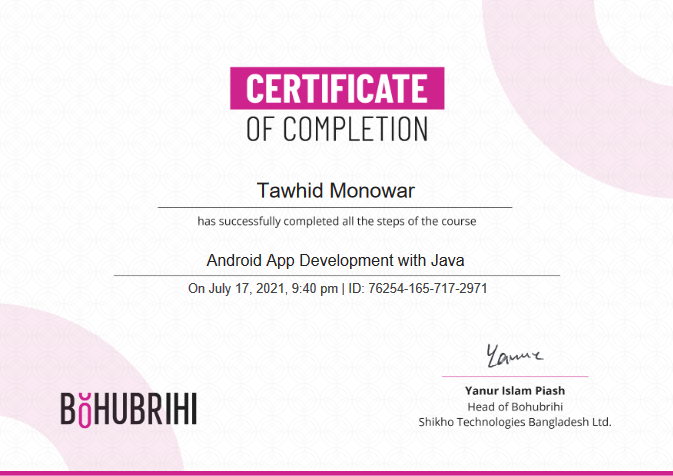 CERTIFICATE
OF COMPLETION
Tawhid Monowar
has successfully completed all the steps of the course
Android App Development with Java
On July 17, 2021, 9:40 pm | ID: 76254-165-717-2971
Yanur
Yanur Islam Piash
Head of Bohubrihi
Shikho Technologies Bangladesh Ltd.
BOHUBRIHI